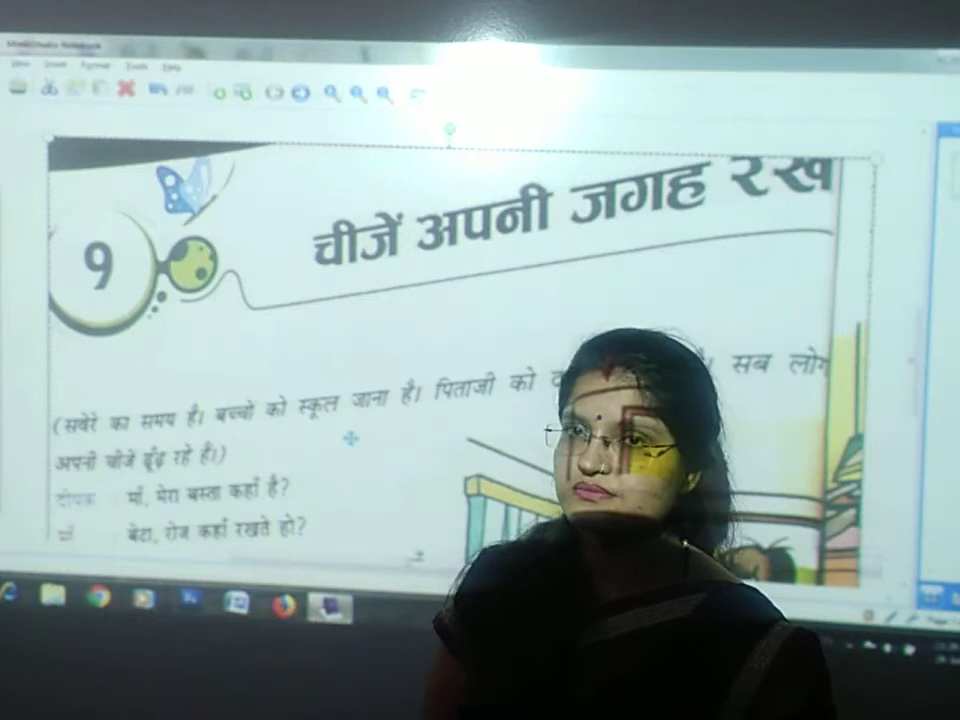 चीजें अपनी जगह रख
9
(सवेरे का समय है। बच्चों को स्कूल जाना है। पिताजी को सब लोग
अपनी चीजें ढूँढ़ रहे हैं।)
दीपक माँ, मेरा बस्ता कहाँ है?
माँ : बेटा, रोज कहाँ रखते हो?